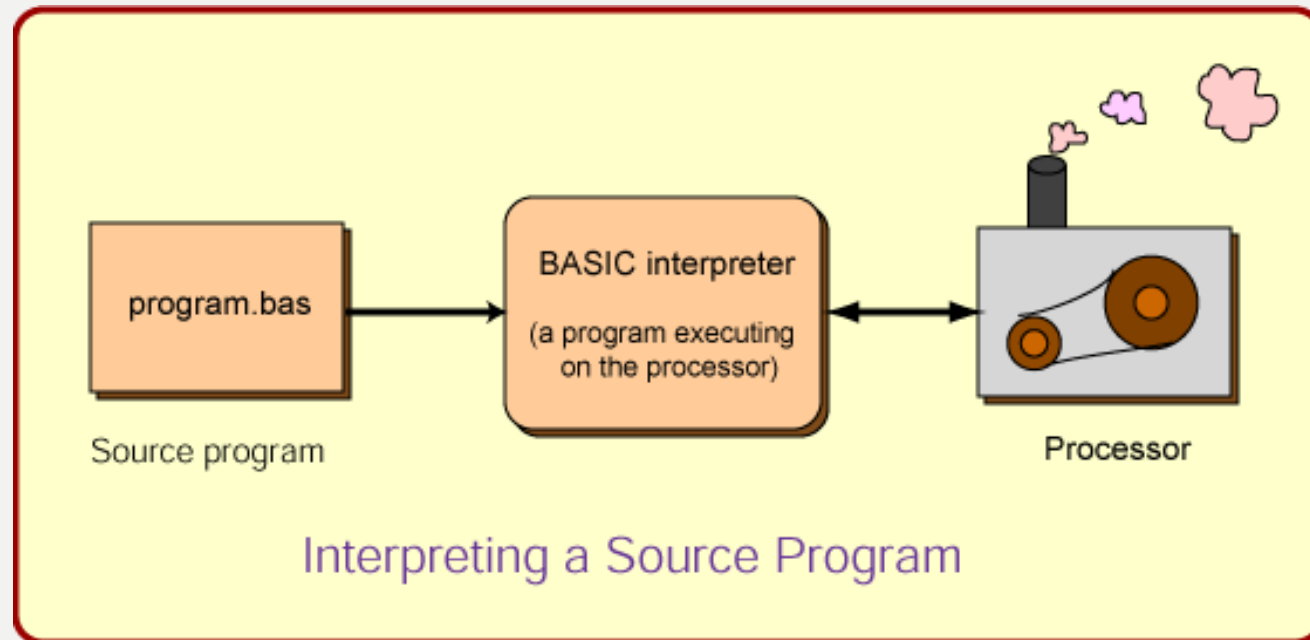 program.bas
Source program
BASIC interpreter
(a program executing
on the processor)
Processor
Interpreting a Source Program